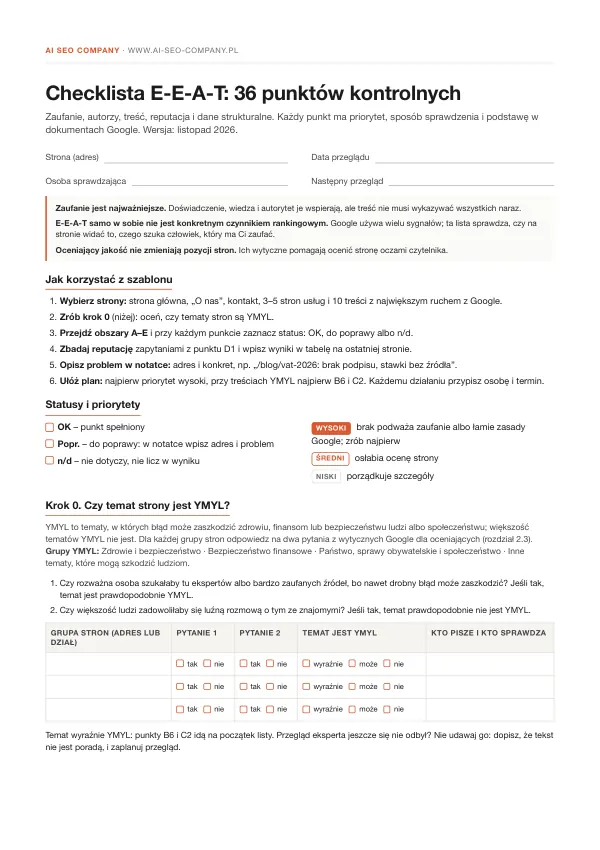 AI SEO COMPANY · WWW.AI-SEO-COMPANY.PL
Checklista E-E-A-T: 36 punktów kontrolnych
Zaufanie, autorzy, treść, reputacja i dane strukturalne. Każdy punkt ma priorytet, sposób sprawdzenia i podstawę w
dokumentach Google. Wersja: listopad 2026.
Strona (adres)
Data przeglądu
Osoba sprawdzająca
Następny przegląd
Zaufanie jest najważniejsze. Doświadczenie, wiedza i autorytet je wspierają, ale treść nie musi wykazywać wszystkich naraz.
E-E-A-T samo w sobie nie jest konkretnym czynnikiem rankingowym. Google używa wielu sygnałów; ta lista sprawdza, czy na
stronie widać to, czego szuka człowiek, który ma Ci zaufać.
Oceniający jakość nie zmieniają pozycji stron. Ich wytyczne pomagają ocenić stronę oczami czytelnika.
Jak korzystać z szablonu
1. Wybierz strony: strona główna, „O nas", kontakt, 3–5 stron usług i 10 treści z największym ruchem z Google.
2. Zrób krok 0 (niżej): oceń, czy tematy stron są YMYL.
3. Przejdź obszary A–E i przy każdym punkcie zaznacz status: OK, do poprawy albo n/d.
4. Zbadaj reputację zapytaniami z punktu D1 i wpisz wyniki w tabelę na ostatniej stronie.
5. Opisz problem w notatce: adres i konkret, np. „/blog/vat-2026: brak podpisu, stawki bez źródła".
6. Ułóż plan: najpierw priorytet wysoki, przy treściach YMYL najpierw B6 i C2. Każdemu działaniu przypisz osobę i termin.
Statusy i priorytety
OK – punkt spełniony
Popr. – do poprawy: w notatce wpisz adres i problem
n/d – nie dotyczy, nie licz w wyniku
WYSOKI brak podważa zaufanie albo łamie zasady
Google; zrób najpierw
ŚREDNI osłabia ocenę strony
NISKI porządkuje szczegóły
Krok 0. Czy temat strony jest YMYL?
YMYL to tematy, w których błąd może zaszkodzić zdrowiu, finansom lub bezpieczeństwu ludzi albo społeczeństwu; większość
tematów YMYL nie jest. Dla każdej grupy stron odpowiedz na dwa pytania z wytycznych Google dla oceniających (rozdział 2.3).
Grupy YMYL: Zdrowie i bezpieczeństwo · Bezpieczeństwo finansowe · Państwo, sprawy obywatelskie i społeczeństwo · Inne
tematy, które mogą szkodzić ludziom.
1. Czy rozważna osoba szukałaby tu ekspertów albo bardzo zaufanych źródeł, bo nawet drobny błąd może zaszkodzić? Jeśli tak,
temat jest prawdopodobnie YMYL.
2. Czy większość ludzi zadowoliłaby się luźną rozmową o tym ze znajomymi? Jeśli tak, temat prawdopodobnie nie jest YMYL.
GRUPA STRON (ADRES LUB
DZIAŁ)
PYTANIE 1
PYTANIE 2
TEMAT JEST YMYL
KTO PISZE I KTO SPRAWDZA
tak nie
tak nie
wyraźnie może nie
tak nie
tak nie
wyraźnie może nie
tak nie
tak nie
wyraźnie może nie
Temat wyraźnie YMYL: punkty B6 i C2 idą na początek listy. Przegląd eksperta jeszcze się nie odbył? Nie udawaj go: dopisz, że tekst
nie jest poradą, i zaplanuj przegląd.